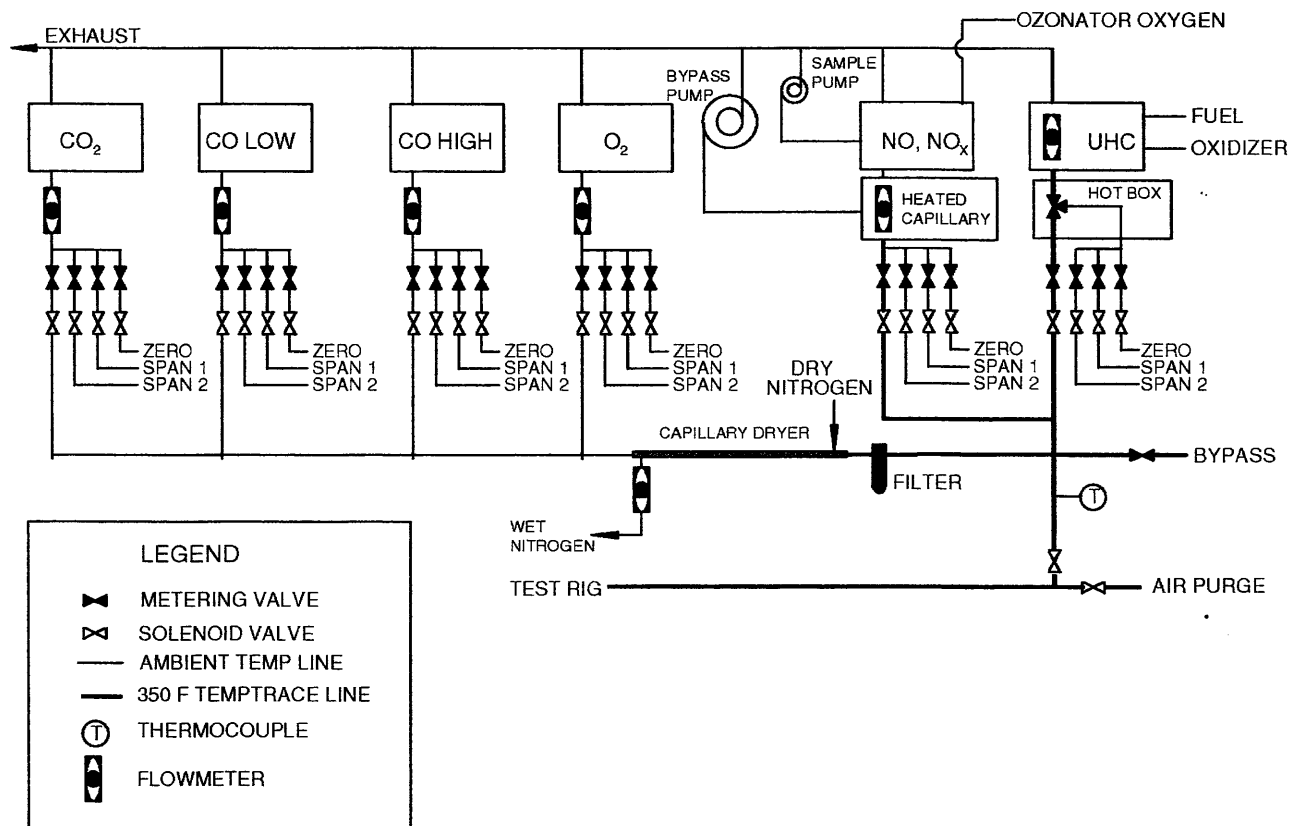 EXHAUST
OZONATOR OXYGEN
BYPASS
PUMP
SAMPLE
PUMP
CO2
CO LOW
CO HIGH
O2
NO, NOX
UHC
FUEL
OXIDIZER
HEATED
CAPILLARY
HOT BOX
ZERO
SPAN 1
SPAN 2
ZERO
SPAN 1
SPAN 2
ZERO
SPAN 1
SPAN 2
ZERO
SPAN 1
SPAN 2
ZERO
SPAN 1
SPAN 2
ZERO
SPAN 1
SPAN 2
DRY
NITROGEN
CAPILLARY DRYER
BYPASS
FILTER
T
WET
NITROGEN
TEST RIG
AIR PURGE
LEGEND
METERING VALVE
SOLENOID VALVE
AMBIENT TEMP LINE
350 F TEMPTRACE LINE
T THERMOCOUPLE
FLOWMETER